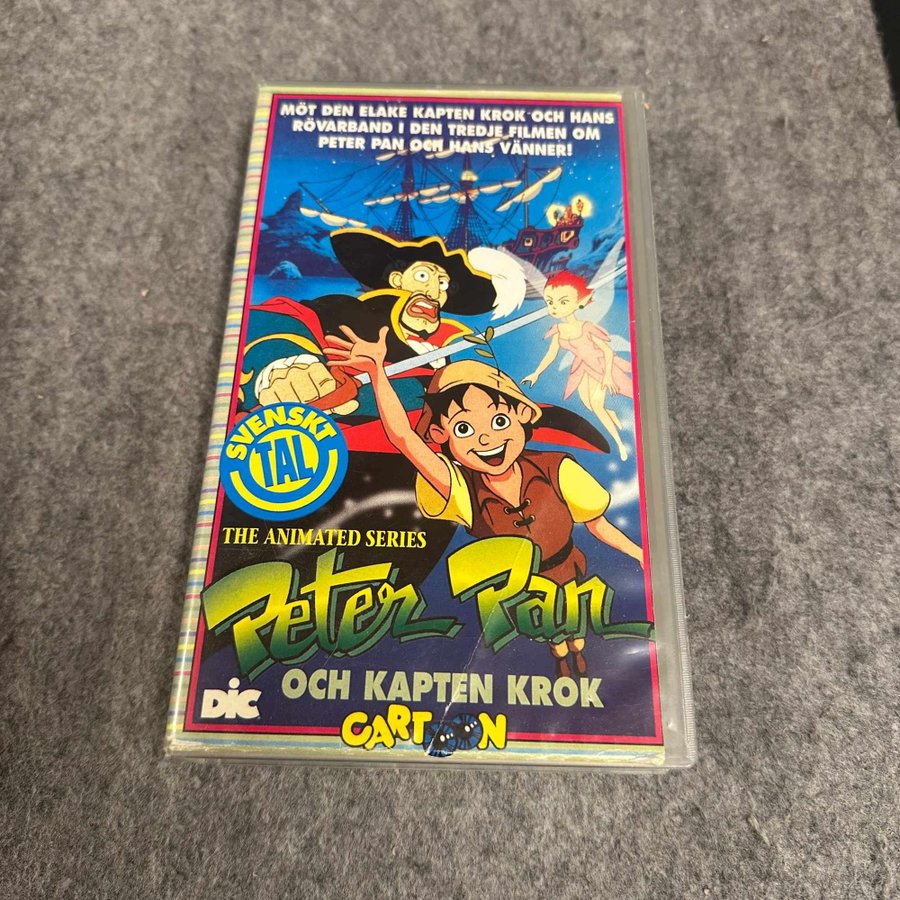 MÖT DEN ELAKE KAPTEN KROK OCH HANS
RÖVARBAND I DEN TREDJE FILMEN OM
PETER PAN OCH HANS VÄNNER!
SVENSKT
TAL
THE ANIMATED SERIES
Peter Pan
OCH KAPTEN KROK
DiC
CARTOON